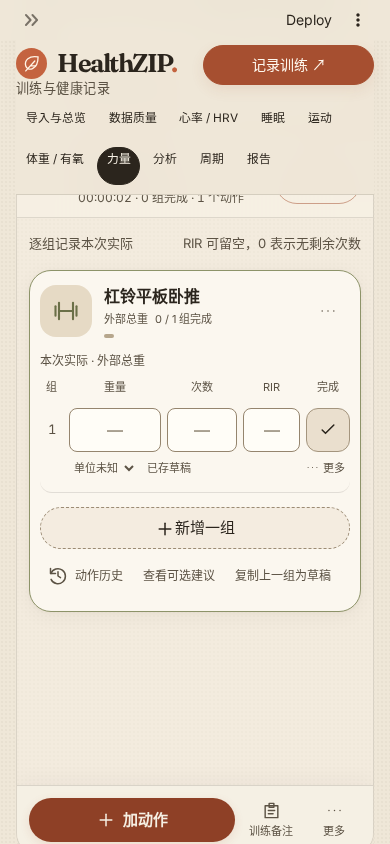 Deploy
HealthZIP.
记录训练 ↗
训练与健康记录
导入与总览 数据质量 心率 / HRV 睡眠 运动
体重 / 有氧 力量 分析 周期 报告
00:00:02 · 0 组完成 · 1 个动作
逐组记录本次实际 RIR 可留空，0 表示无剩余次数
杠铃平板卧推
外部总重 0 / 1 组完成
本次实际 · 外部总重
组 重量 次数 RIR 完成
1 — — —
单位未知 已存草稿 ··· 更多
＋新增一组
动作历史 查看可选建议 复制上一组为草稿
＋ 加动作
训练备注 更多